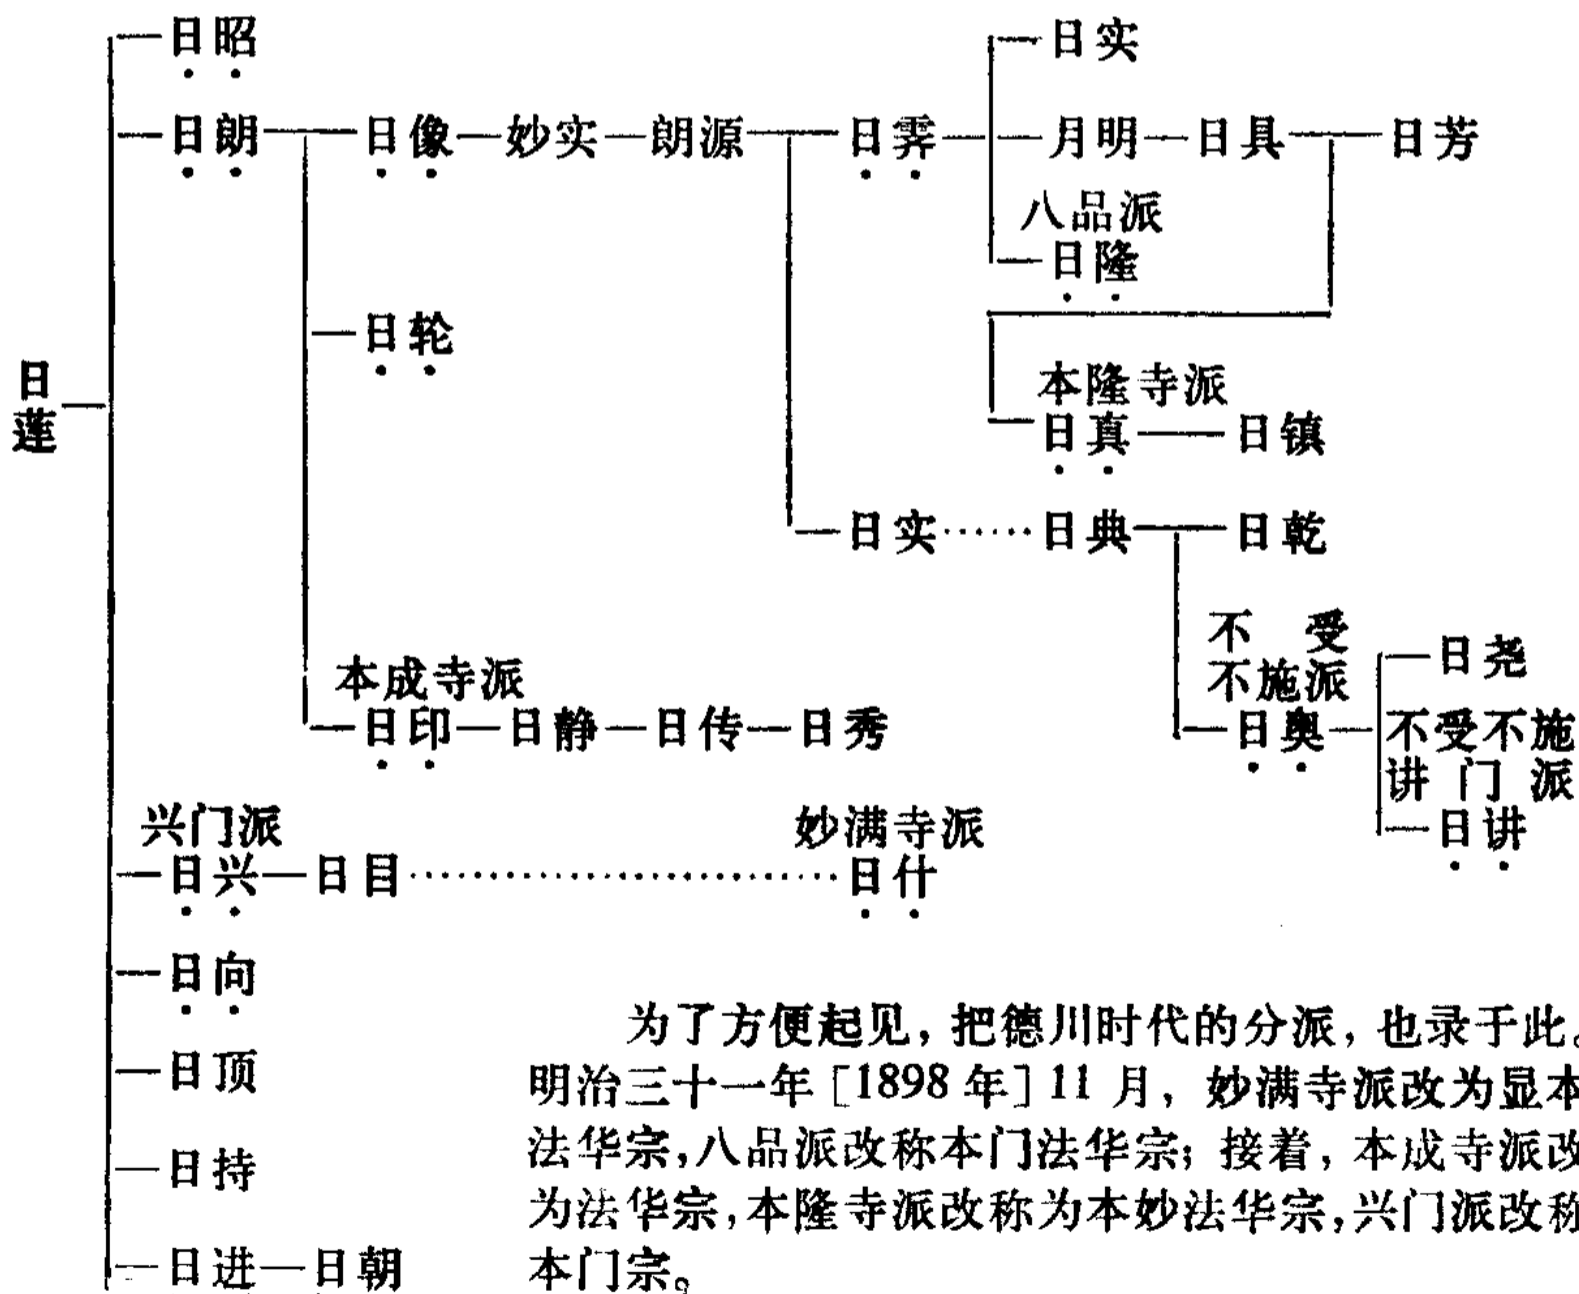 日昭
日实
日朗 日像 妙实 朗源 日霁 月明 日具 日芳
八品派
日隆
日轮
日莲
本隆寺派
日真 日镇
日实……日典 日乾
不受
不施派
日尧
本成寺派
日印 日静 日传 日秀
日奥
不受不施
讲门派
日讲
兴门派
妙满寺派
日兴 日目……日什
日向
日顶
日持
日进 日朝
为了方便起见,把德川时代的分派,也录于此。
明治三十一年[1898年]11月,妙满寺派改为显本
法华宗,八品派改称本门法华宗;接着,本成寺派改
为法华宗,本隆寺派改称为本妙法华宗,兴门派改称
本门宗。